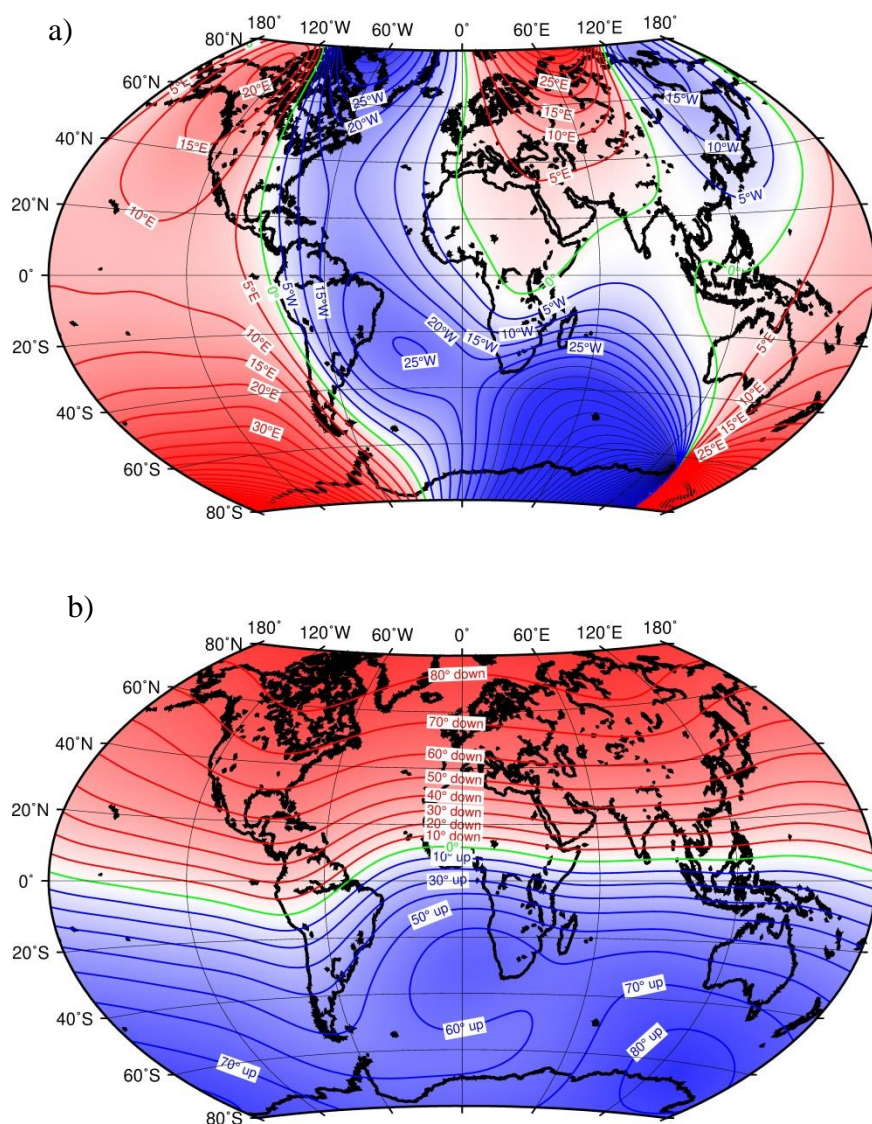 a)
180˚ 120˚W 60˚W 0˚ 60˚E 120˚E 180˚
80˚N
60˚N
40˚N
20˚N
0˚
20˚S
40˚S
60˚S
80˚S
5°E
20°E
15°E
10°E
25°W
20°W
25°E
15°E
10°E
5°E
15°W
10°W
5°W
0°
5°E
0°
5°W
15°W
10°E
15°E
20°E
30°E
20°W
15°W
10°W
5°W
25°W
25°W
0°
0°
5°E
10°E
15°E
25°E
b)
180˚ 120˚W 60˚W 0˚ 60˚E 120˚E 180˚
80˚N
60˚N
40˚N
20˚N
0˚
20˚S
40˚S
60˚S
80˚S
80° down
70° down
60° down
50° down
40° down
30° down
20° down
10° down
0°
10° up
30° up
50° up
60° up
70° up
70° up
80° up